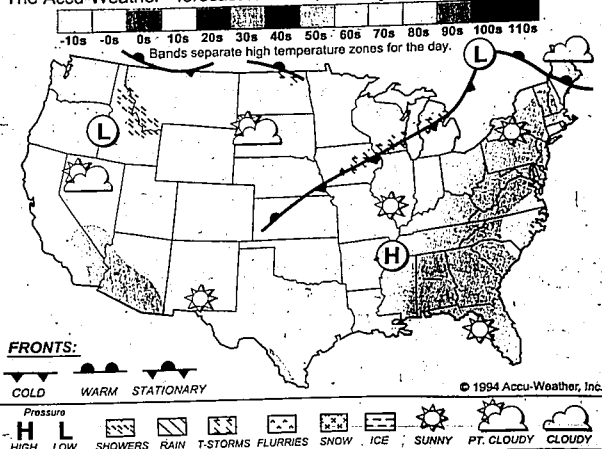 The Accu-Weather
-10s -0s 0s 10s 20s 30s 40s 50s 60s 70s 80s 90s 100s 110s
Bands separate high temperature zones for the day.
L
L
H
FRONTS:
COLD WARM STATIONARY
© 1994 Accu-Weather, Inc.
Pressure
H L
HIGH LOW SHOWERS RAIN T-STORMS FLURRIES SNOW ICE SUNNY PT. CLOUDY CLOUDY